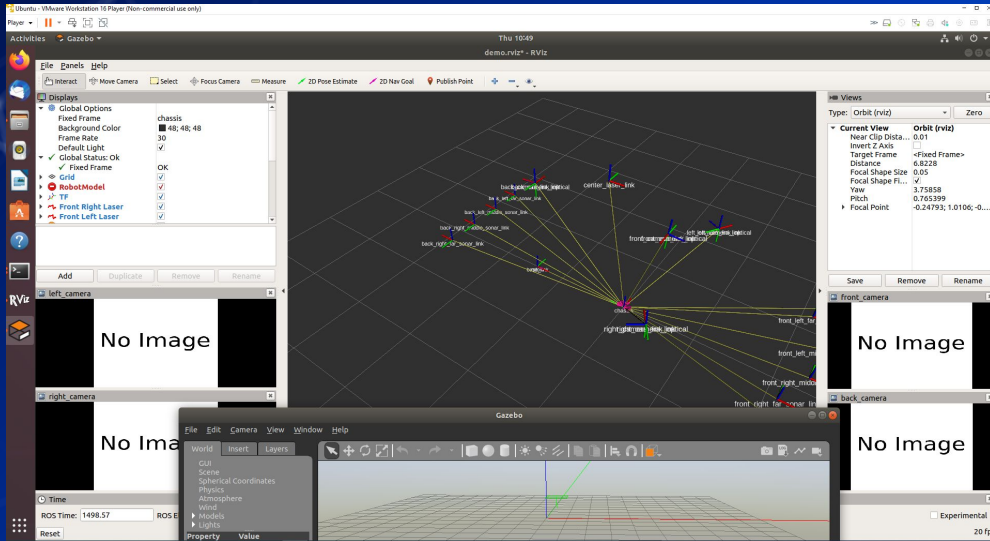 Ubuntu - VMware Workstation 16 Player (Non-commercial use only)
Player
Activities Gazebo Thu 10:49
demo.rviz* - RViz
File Panels Help
Interact Move Camera Select Focus Camera Measure 2D Pose Estimate 2D Nav Goal Publish Point
Displays
Global Options
Fixed Frame chassis
Background Color 48; 48; 48
Frame Rate 30
Default Light
Global Status: Ok
Fixed Frame OK
Grid
RobotModel
TF
Front Right Laser
Front Left Laser
Add Duplicate Remove Rename
left_camera
No Image
right_camera
No Ima
Time
ROS Time: 1498.57 ROS E
Reset
RViz
center_laser_link
back_left_middle_sonar_link
back_right_middle_sonar_link
back_right_far_sonar_link
front_left_far
front_left_mi
front_right_midd
front_right_far_sonar_lin
Views
Type: Orbit (rviz) Zero
Current View Orbit (rviz)
Near Clip Dista... 0.01
Invert Z Axis
Target Frame <Fixed Frame>
Distance 6.8228
Focal Shape Size 0.05
Focal Shape Fi...
Yaw 3.75858
Pitch 0.765399
Focal Point -0.24793; 1.0106; -0....
Save Remove Rename
front_camera
No Image
back_camera
No Image
Experimental
20 fp
Gazebo
File Edit Camera View Window Help
World Insert Layers
GUI
Scene
Spherical Coordinates
Physics
Atmosphere
Wind
Models
Lights
Property Value